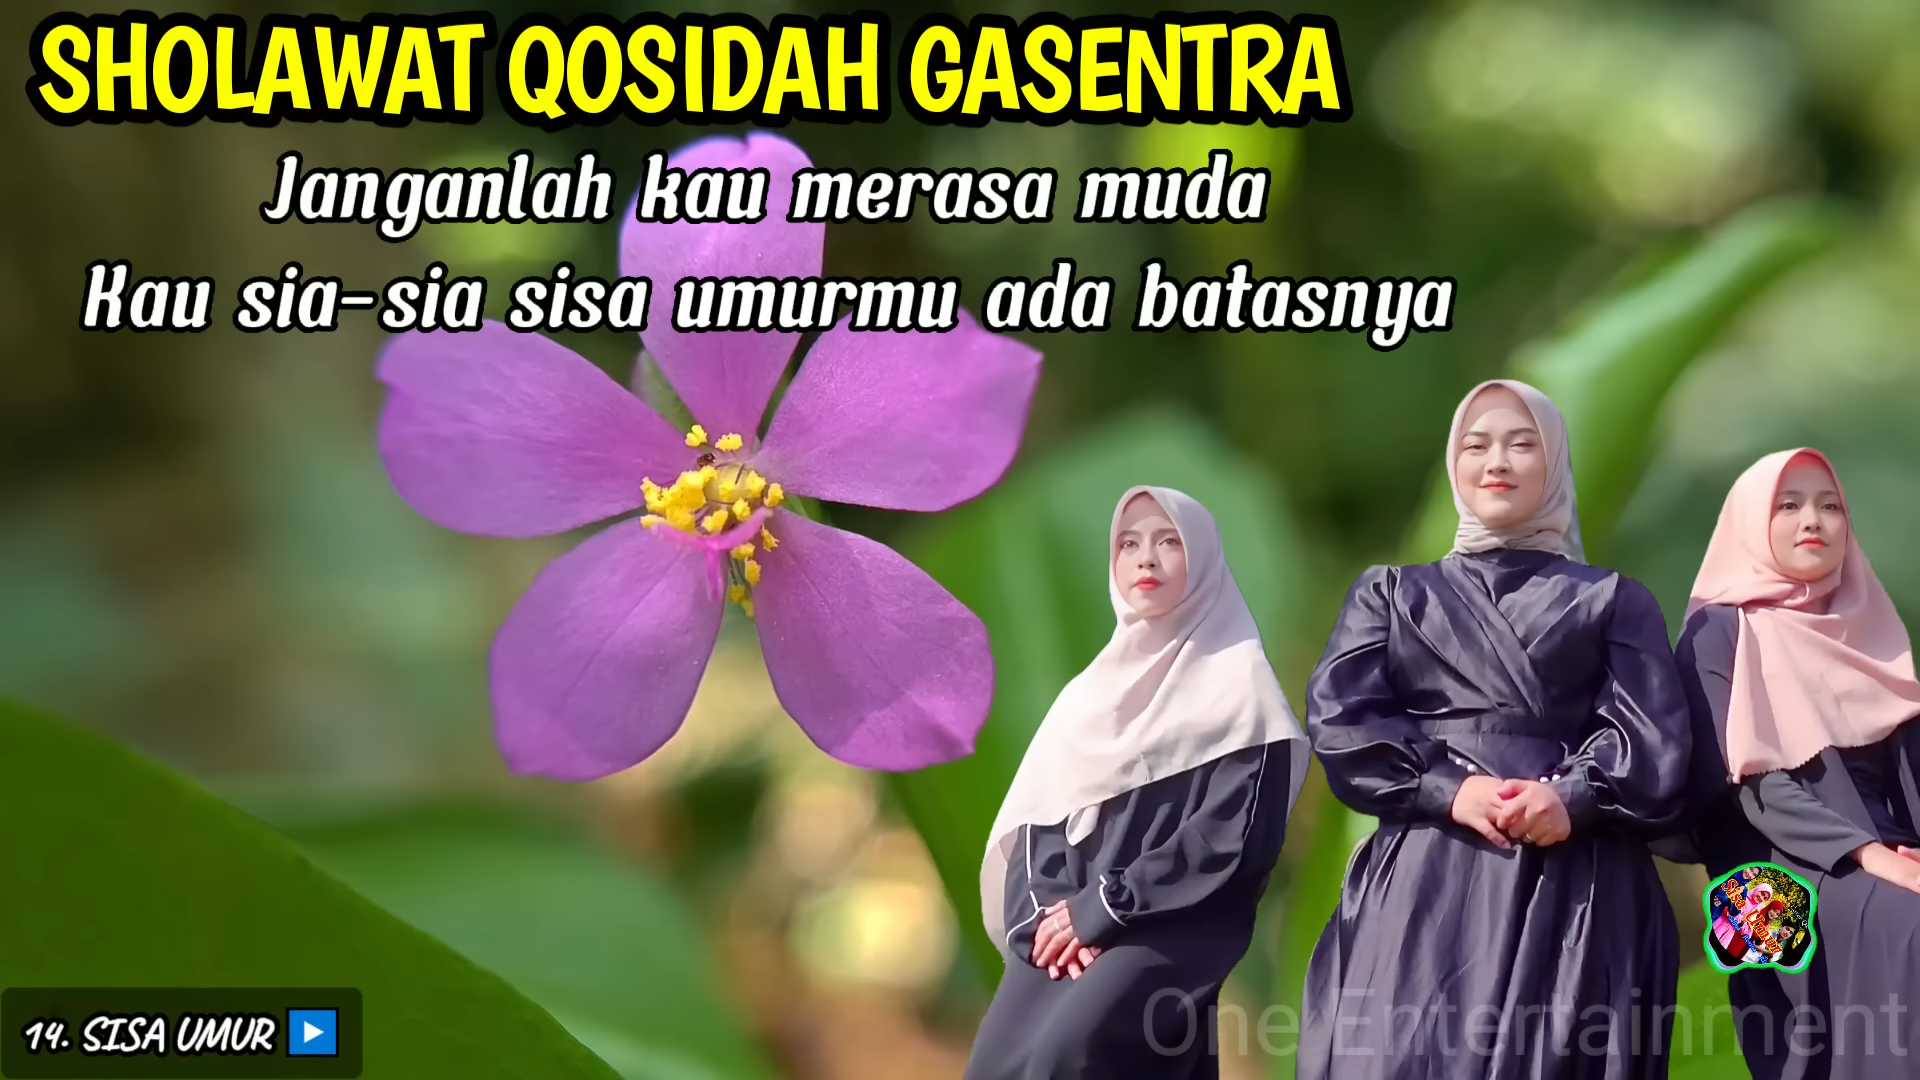 SHOLAWAT QOSIDAH GASENTRA
Janganlah kau merasa muda
Kau sia-sia sisa umurmu ada batasnya
14. SISA UMUR
One Entertainment